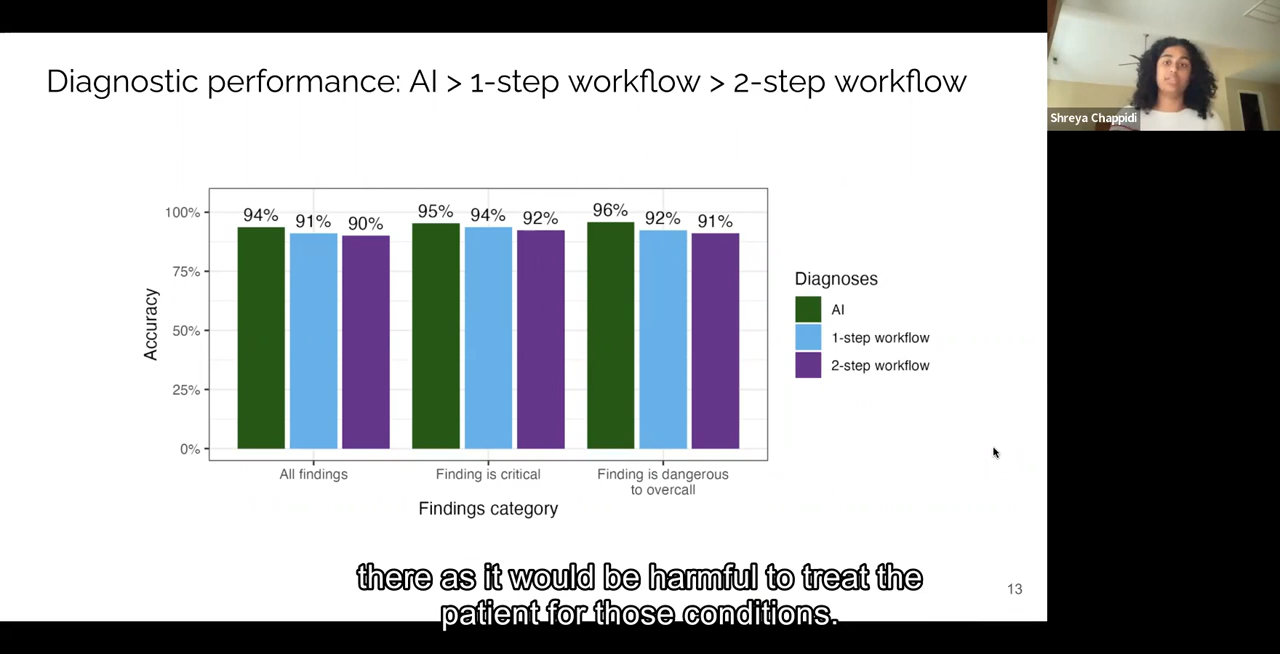 Diagnostic performance: AI > 1-step workflow > 2-step workflow
Shreya Chappidi
100%
75%
50%
25%
0%
Accuracy
94%
91%
90%
95%
94%
92%
96%
92%
91%
All findings
Finding is critical
Finding is dangerous
to overcall
Findings category
Diagnoses
AI
1-step workflow
2-step workflow
there as it would be harmful to treat the
patient for those conditions.
13